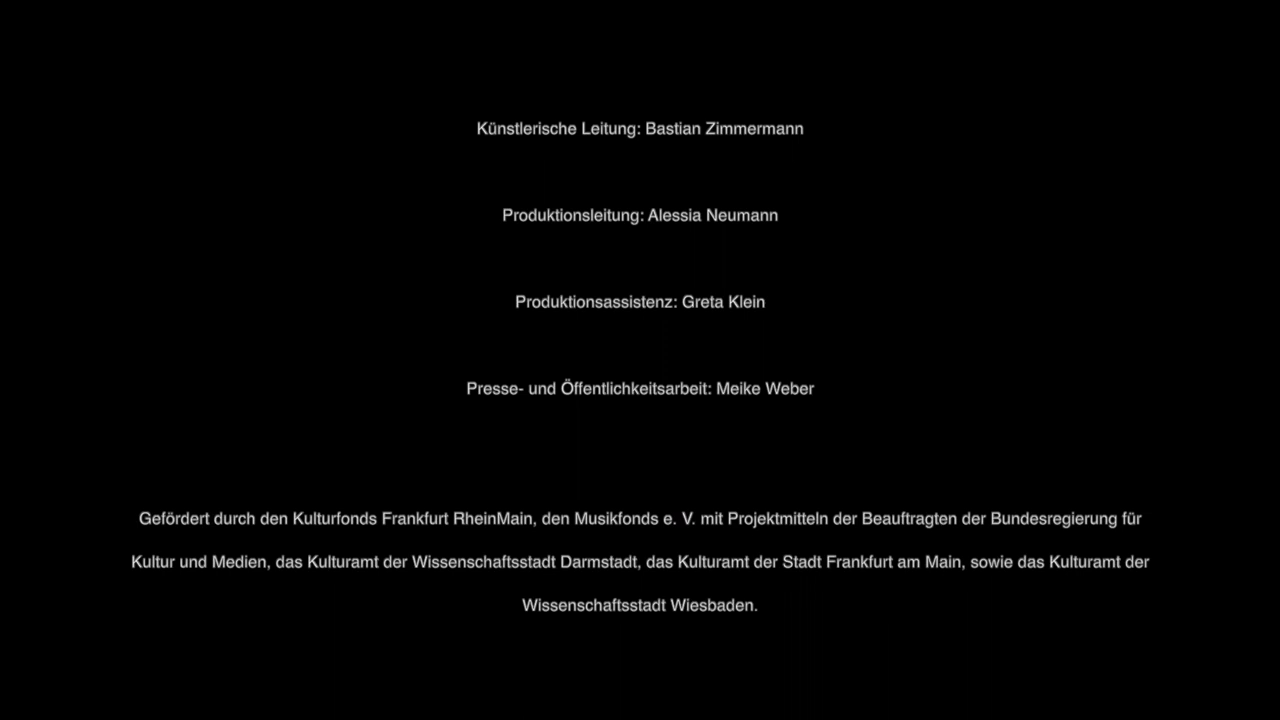 Künstlerische Leitung: Bastian Zimmermann
Produktionsleitung: Alessia Neumann
Produktionsassistenz: Greta Klein
Presse- und Öffentlichkeitsarbeit: Meike Weber
Gefördert durch den Kulturfonds Frankfurt RheinMain, den Musikfonds e. V. mit Projektmitteln der Beauftragten der Bundesregierung für
Kultur und Medien, das Kulturamt der Wissenschaftsstadt Darmstadt, das Kulturamt der Stadt Frankfurt am Main, sowie das Kulturamt der
Wissenschaftsstadt Wiesbaden.